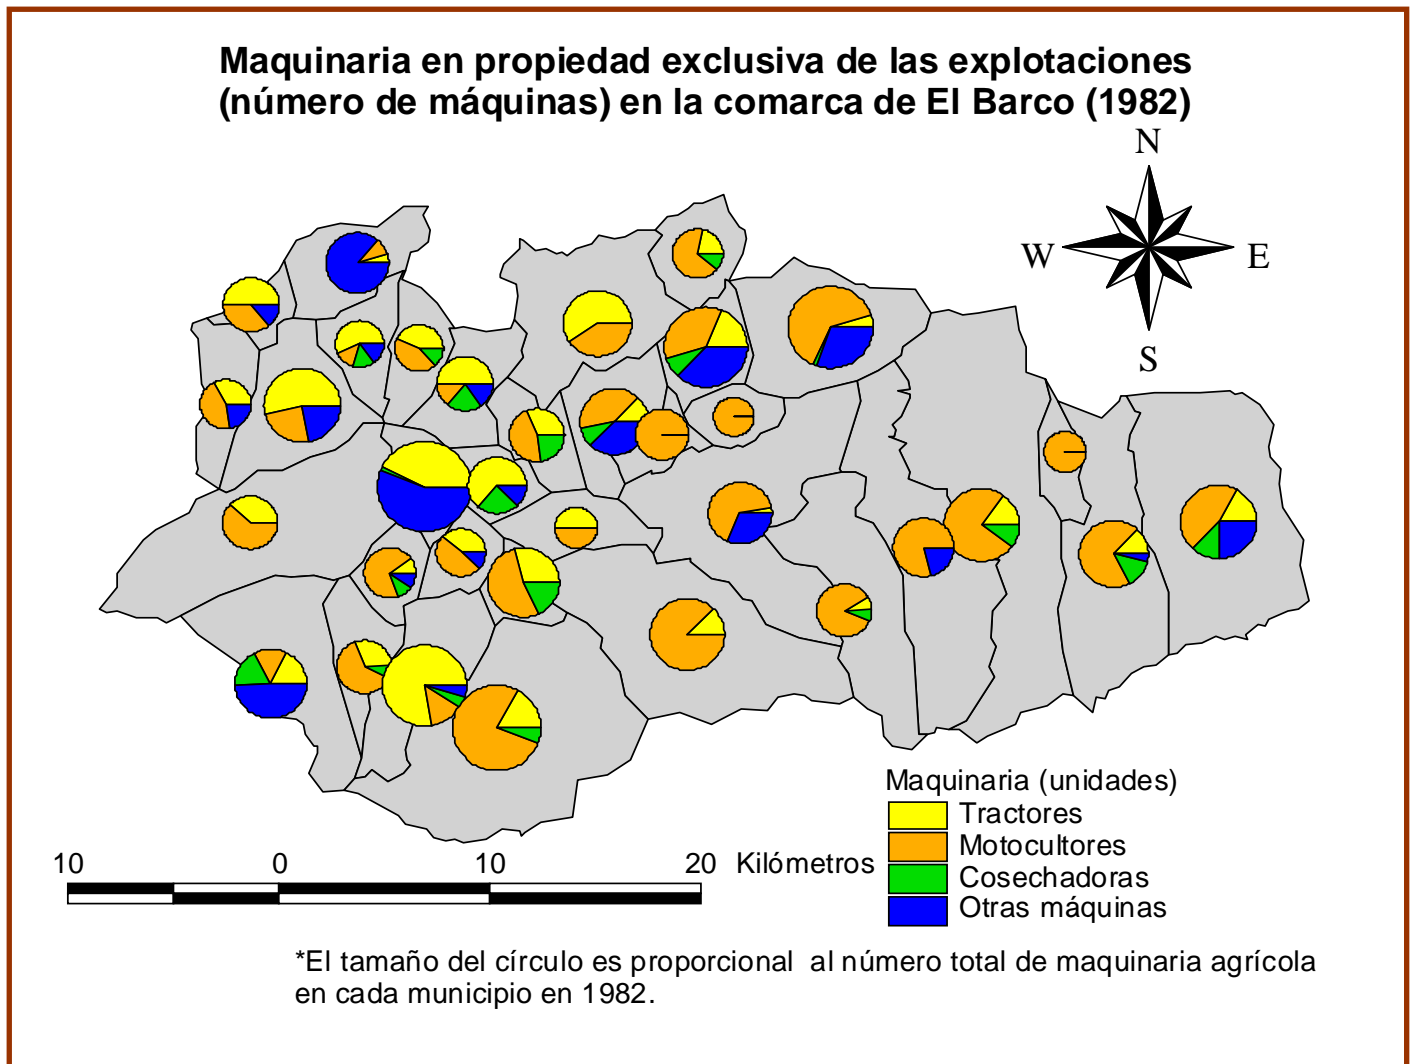 Maquinaria en propiedad exclusiva de las explotaciones
(número de máquinas) en la comarca de El Barco (1982)
N
W
E
S
Maquinaria (unidades)
Tractores
Motocultores
Cosechadoras
Otras máquinas
10 0 10 20 Kilómetros
*El tamaño del círculo es proporcional al número total de maquinaria agrícola
en cada municipio en 1982.